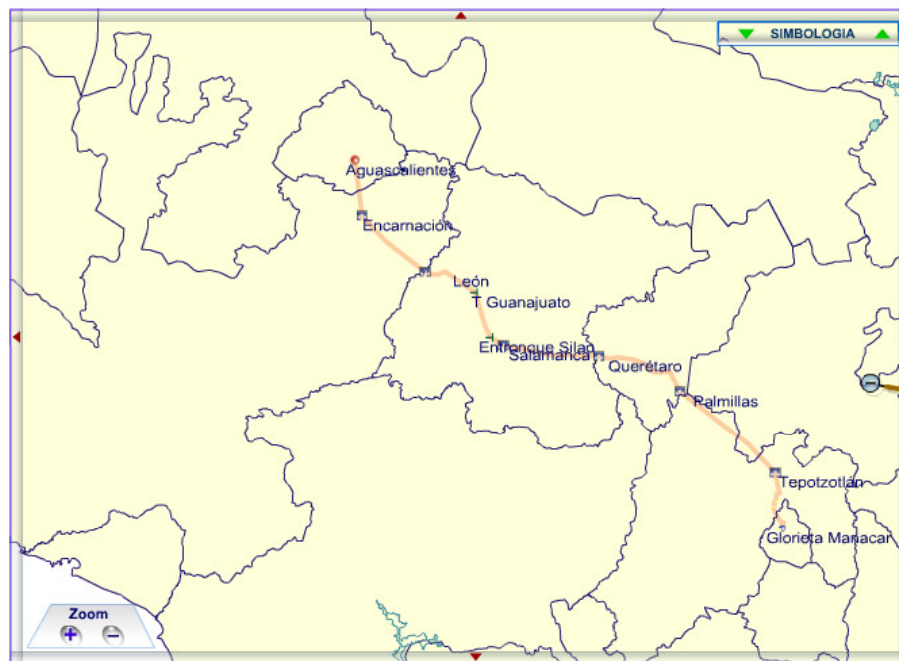 SIMBOLOGIA
Aguascalientes
Encarnación
León
T Guanajuato
Entronque Silao
Salamanca
Querétaro
Palmillas
Tepotzotlán
Glorieta Manacar
Zoom